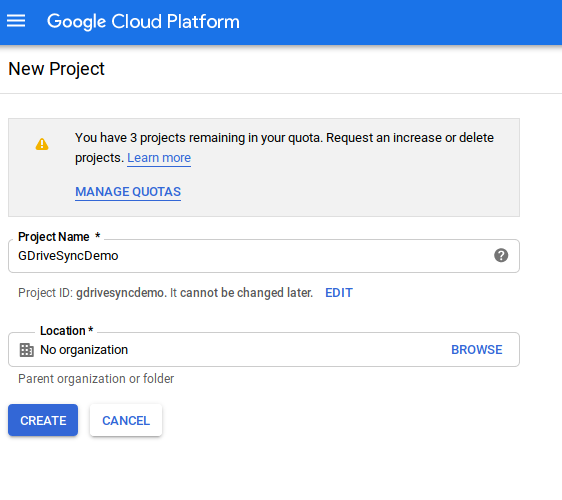 Google Cloud Platform
New Project
You have 3 projects remaining in your quota. Request an increase or delete
projects. Learn more
MANAGE QUOTAS
Project Name *
GDriveSyncDemo
Project ID: gdrivesyncdemo. It cannot be changed later. EDIT
Location *
No organization BROWSE
Parent organization or folder
CREATE CANCEL